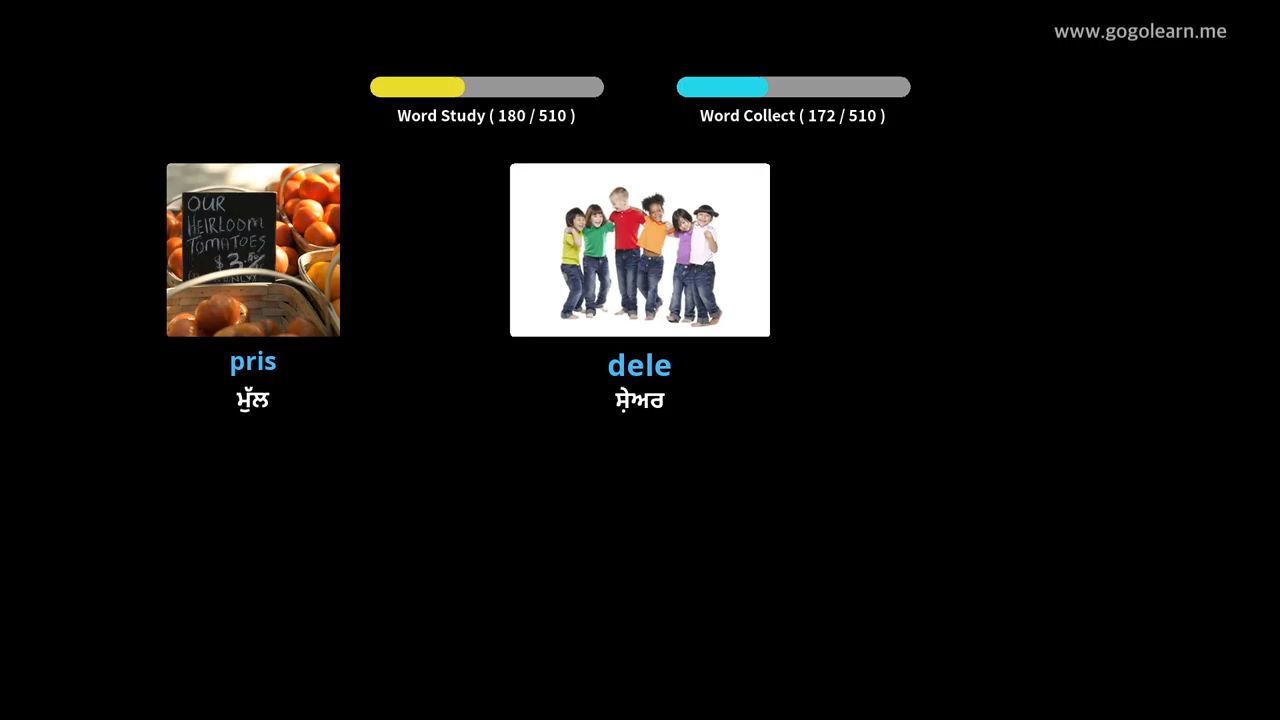 www.gogolearn.me
Word Study ( 180 / 510 )
Word Collect ( 172 / 510 )
OUR
HEIRLOOM
TOMATOES
pris
ਮੁੱਲ
dele
ਸ਼ੇਅਰ